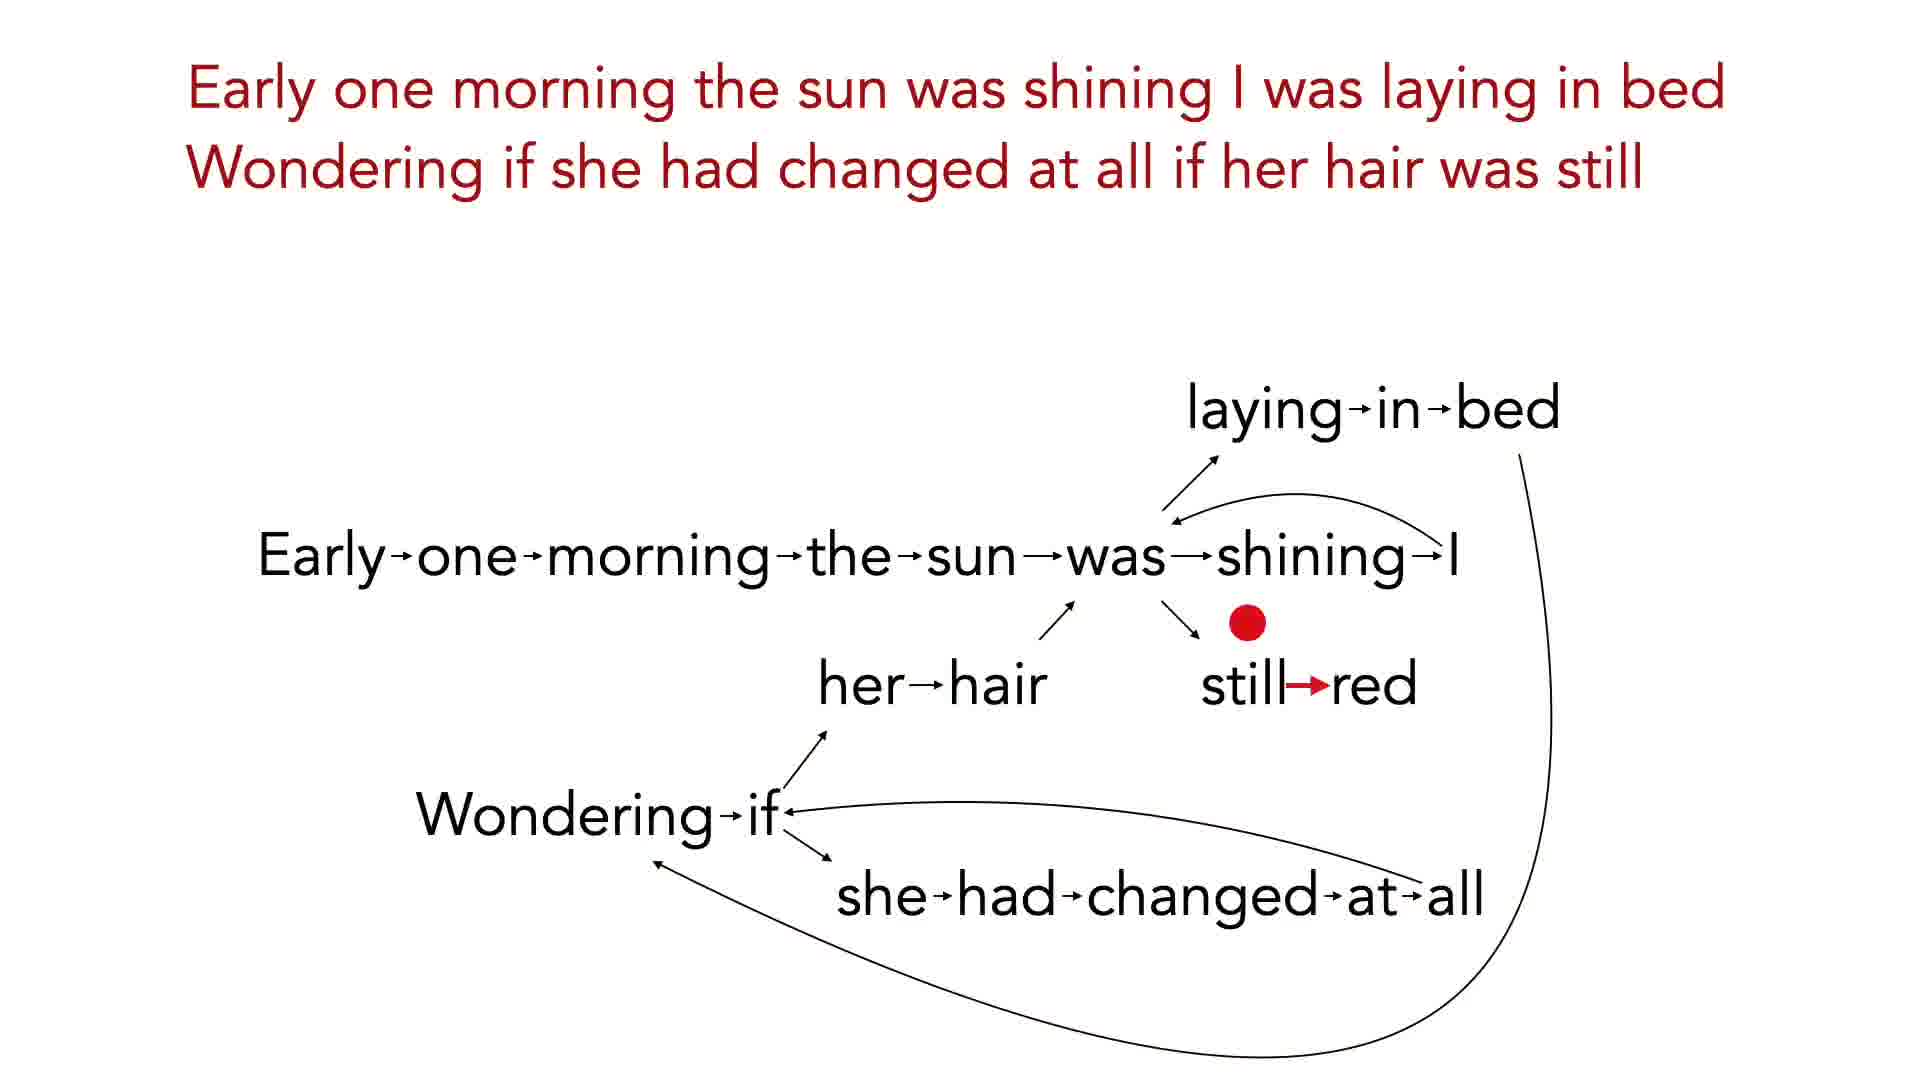 Early one morning the sun was shining I was laying in bed
Wondering if she had changed at all if her hair was still
laying in bed
Early one morning the sun was shining I
her hair still red
Wondering if
she had changed at all